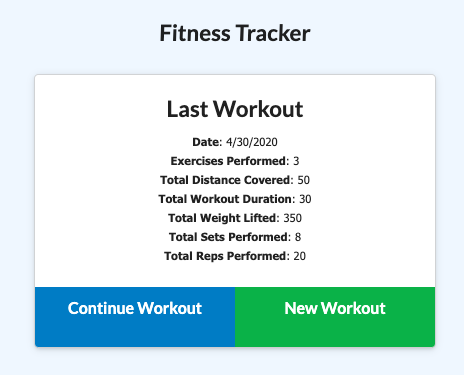 Fitness Tracker
Last Workout
Date: 4/30/2020
Exercises Performed: 3
Total Distance Covered: 50
Total Workout Duration: 30
Total Weight Lifted: 350
Total Sets Performed: 8
Total Reps Performed: 20
Continue Workout
New Workout